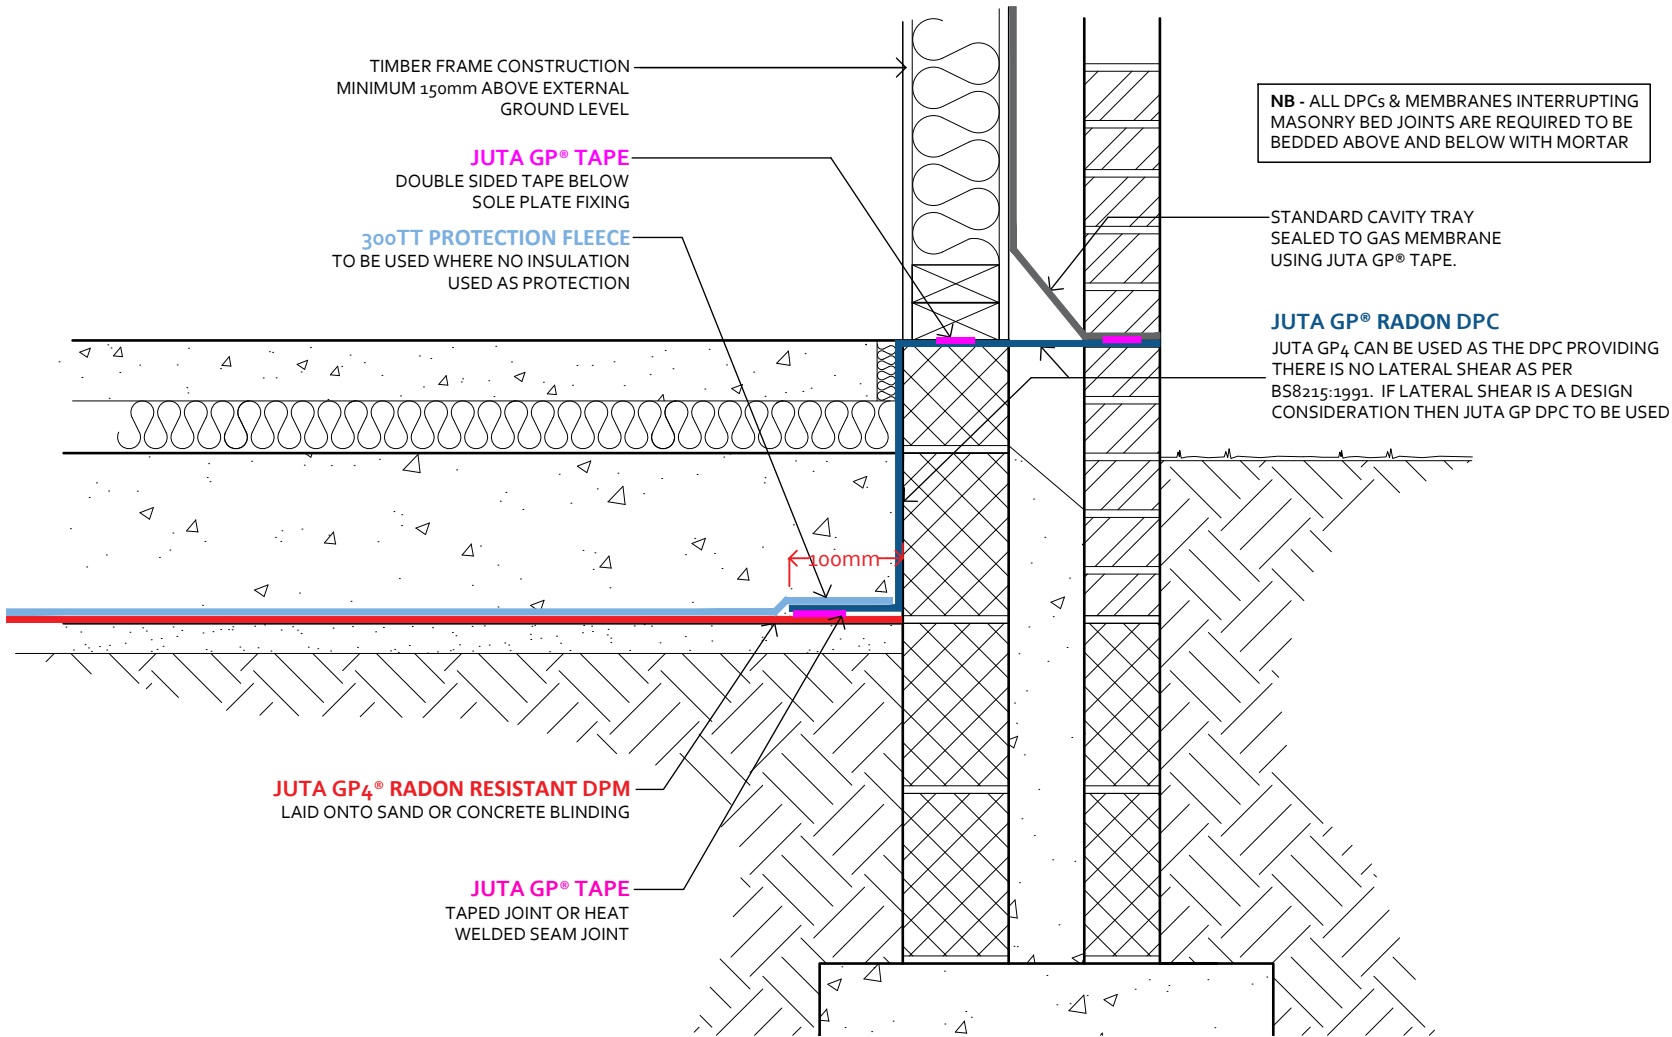 TIMBER FRAME CONSTRUCTION
MINIMUM 150mm ABOVE EXTERNAL
GROUND LEVEL
JUTA GP® TAPE
DOUBLE SIDED TAPE BELOW
SOLE PLATE FIXING
300TT PROTECTION FLEECE
TO BE USED WHERE NO INSULATION
USED AS PROTECTION
NB - ALL DPCs & MEMBRANES INTERRUPTING
MASONRY BED JOINTS ARE REQUIRED TO BE
BEDDED ABOVE AND BELOW WITH MORTAR
STANDARD CAVITY TRAY
SEALED TO GAS MEMBRANE
USING JUTA GP® TAPE.
JUTA GP® RADON DPC
JUTA GP4 CAN BE USED AS THE DPC PROVIDING
THERE IS NO LATERAL SHEAR AS PER
BS8215:1991. IF LATERAL SHEAR IS A DESIGN
CONSIDERATION THEN JUTA GP DPC TO BE USED
100mm
JUTA GP4® RADON RESISTANT DPM
LAID ONTO SAND OR CONCRETE BLINDING
JUTA GP® TAPE
TAPED JOINT OR HEAT
WELDED SEAM JOINT